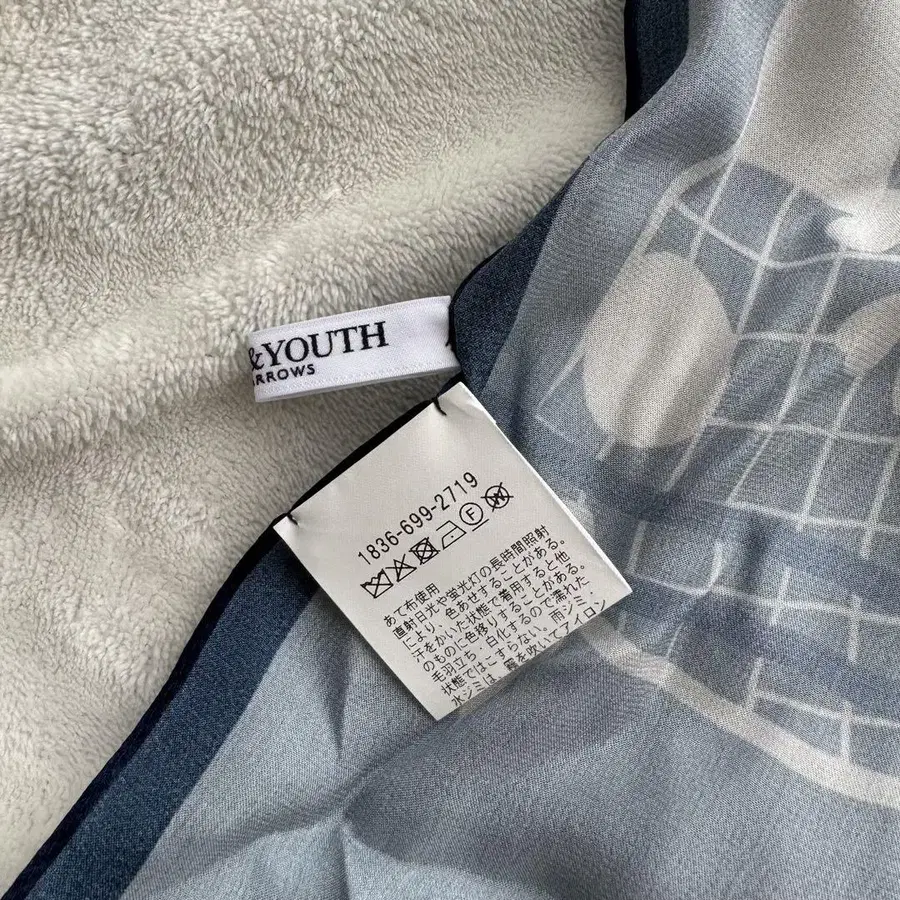 &YOUTH
RROWS
1836-699-2719
F W
あて布使用
直射日光や蛍光灯の長時間照射
により、色あせすることがある。
汗をかいた状態で着用すると他
のものに色移りすることがある。
毛羽立ち・白化するので濡れた
状態ではこすらない。雨ジミ・
水ジミは、霧を吹いてアイロン